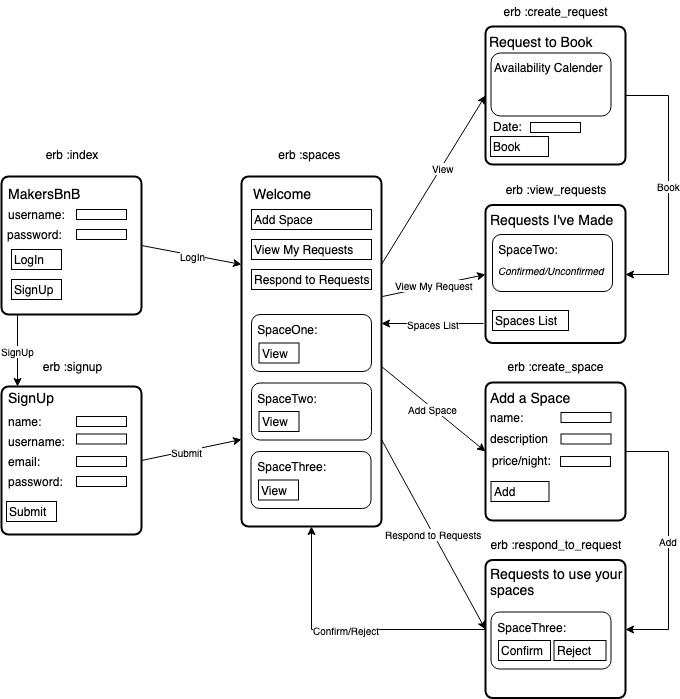 erb :create_request
Request to Book
Availability Calender
Date:
Book
Book
View
erb :index
MakersBnB
username:
password:
LogIn
SignUp
LogIn
SignUp
erb :signup
SignUp
name:
username:
email:
password:
Submit
Submit
erb :spaces
Welcome
Add Space
View My Requests
Respond to Requests
SpaceOne:
View
SpaceTwo:
View
SpaceThree:
View
erb :view_requests
Requests I've Made
SpaceTwo:
Confirmed/Unconfirmed
Spaces List
View My Request
Spaces List
erb :create_space
Add a Space
name:
description
price/night:
Add
Add Space
Add
erb :respond_to_request
Requests to use your
spaces
SpaceThree:
Confirm Reject
Respond to Requests
Confirm/Reject